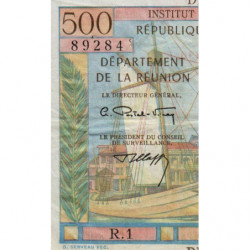 INSTITUT
500
RÉPUBLIQUE
89284
DÉPARTEMENT
DE LA RÉUNION
LE DIRECTEUR GÉNÉRAL,
LE PRÉSIDENT DU CONSEIL
DE SURVEILLANCE,
R.1